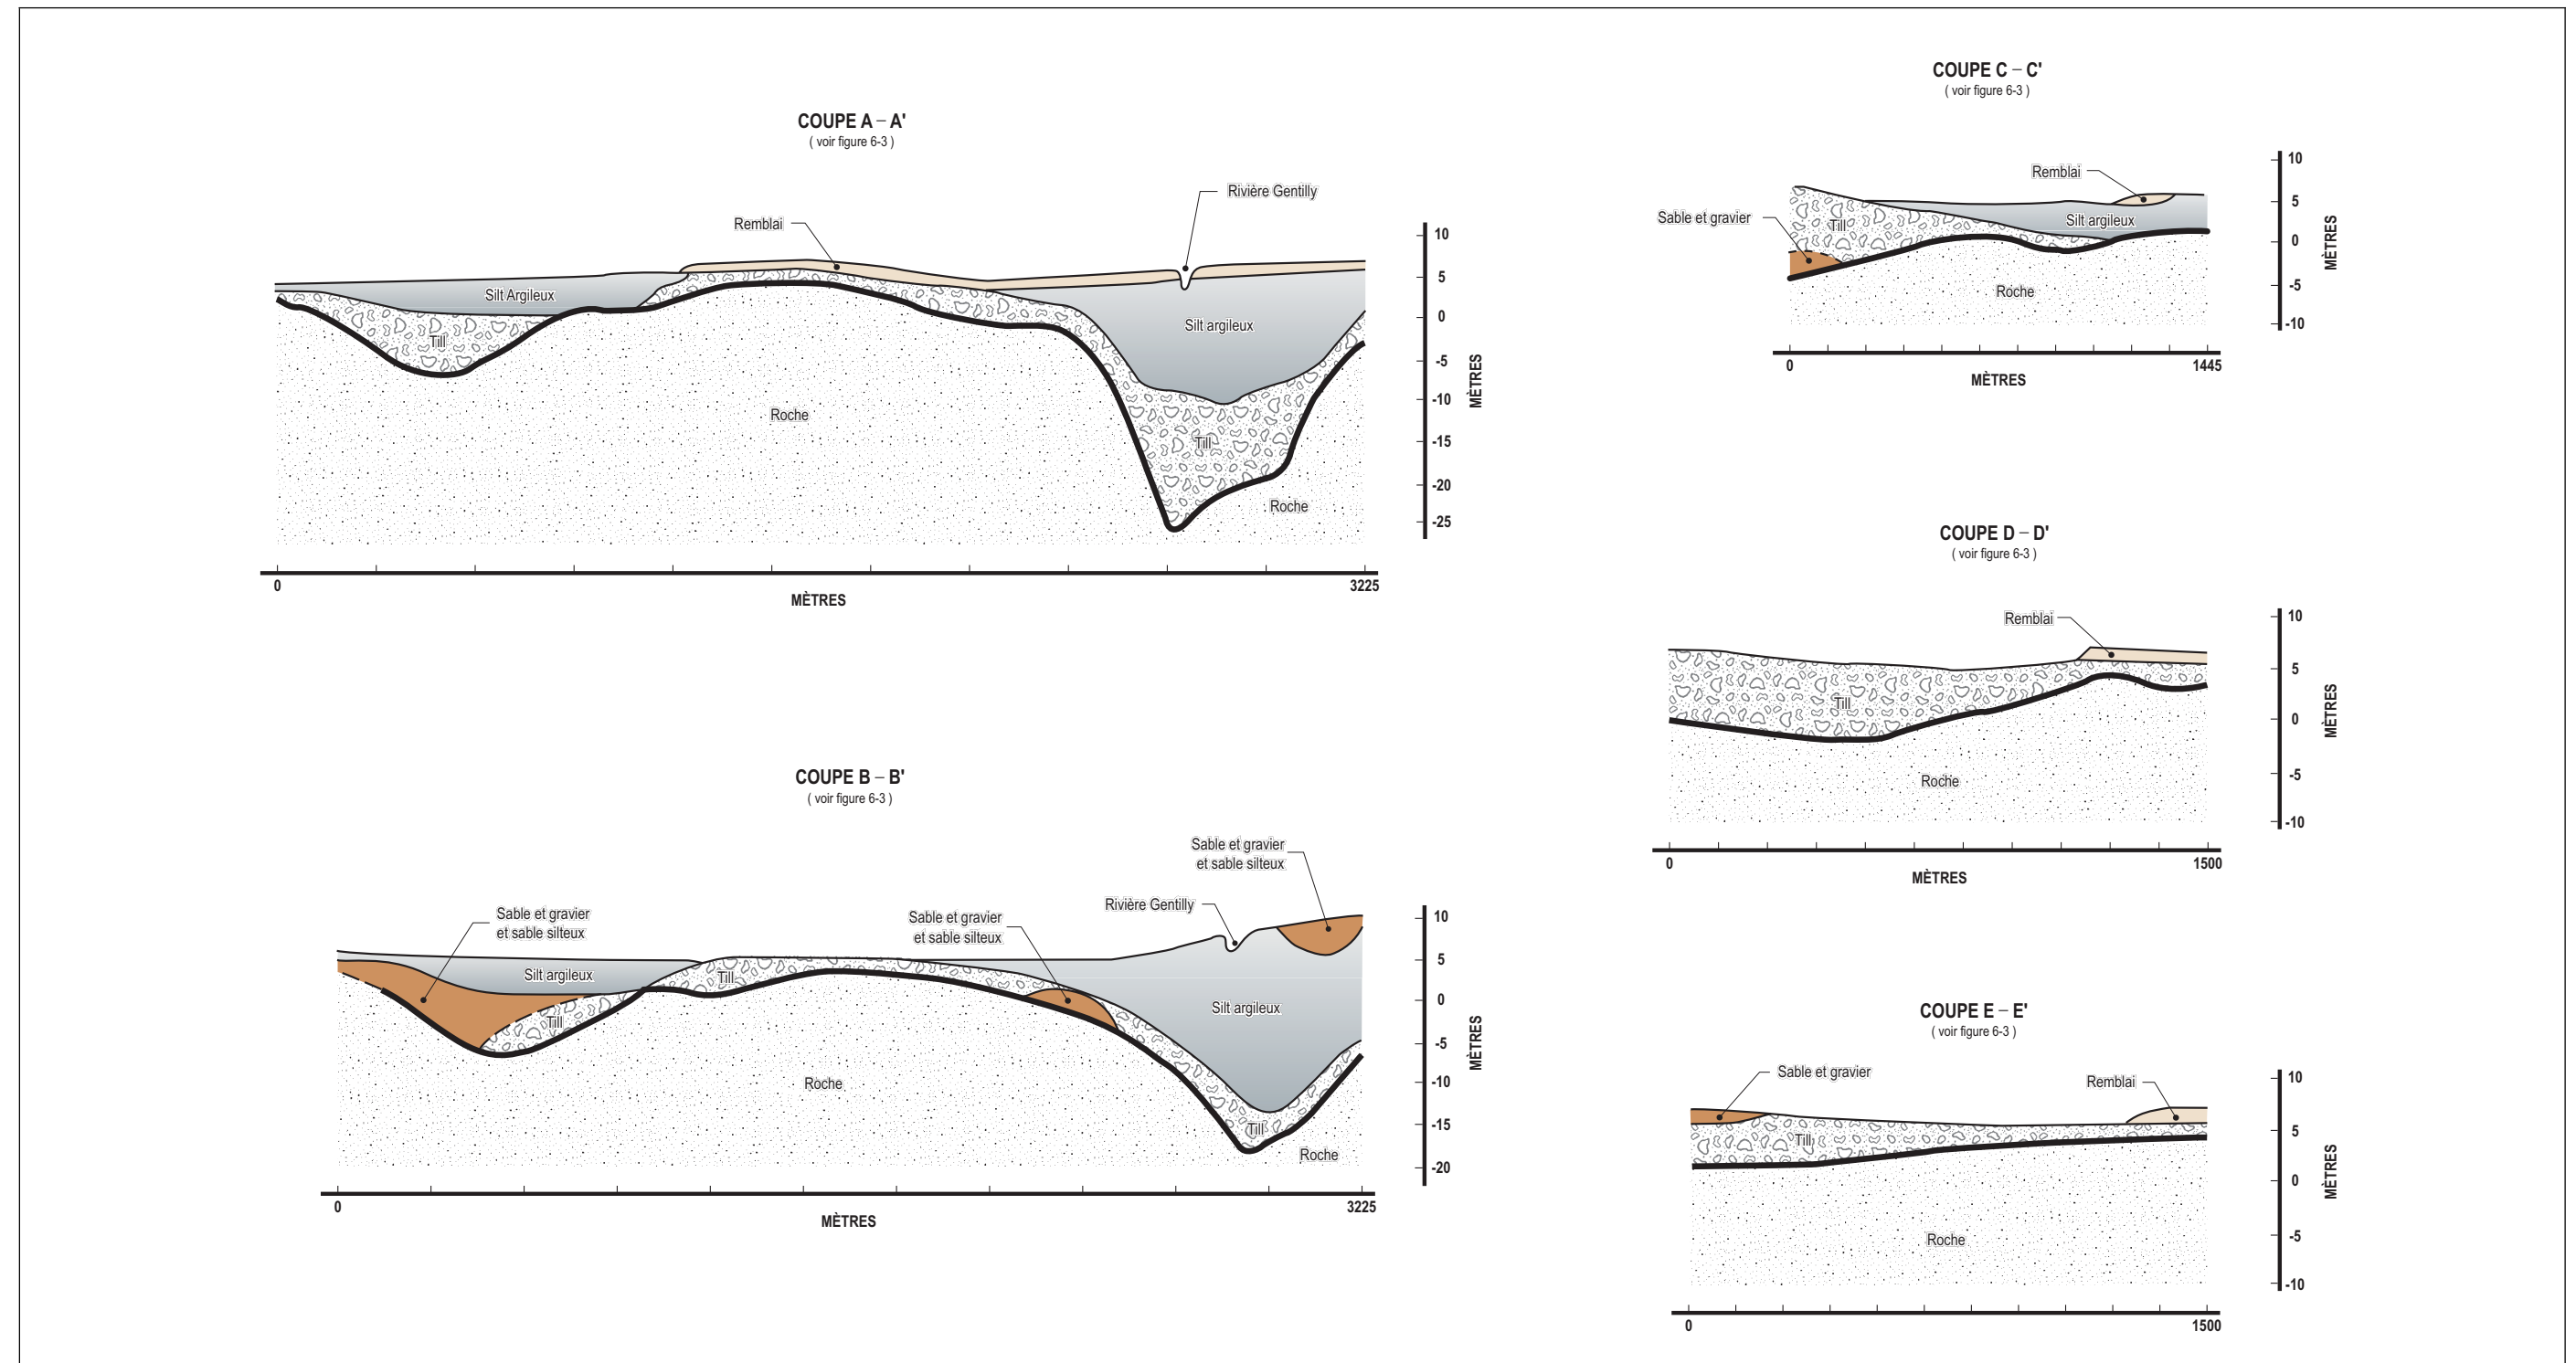 COUPE A – A'
( voir figure 6-3 )
Rivière Gentilly
Remblai
Silt Argileux
Till
Silt argileux
Till
Roche
Roche
10
5
0
-5
-10
-15
-20
-25
MÈTRES
0
3225
MÈTRES
COUPE B – B'
( voir figure 6-3 )
Sable et gravier
et sable silteux
Rivière Gentilly
Sable et gravier
et sable silteux
Sable et gravier
et sable silteux
Silt argileux
Till
Till
Silt argileux
Till
Roche
Roche
10
5
0
-5
-10
-15
-20
MÈTRES
0
3225
MÈTRES
COUPE C – C'
( voir figure 6-3 )
Remblai
Sable et gravier
Till
Silt argileux
Roche
10
5
0
-5
-10
MÈTRES
0
1445
MÈTRES
COUPE D – D'
( voir figure 6-3 )
Remblai
Till
Roche
10
5
0
-5
-10
MÈTRES
0
1500
MÈTRES
COUPE E – E'
( voir figure 6-3 )
Sable et gravier
Remblai
Till
Roche
10
5
0
-5
-10
MÈTRES
0
1500